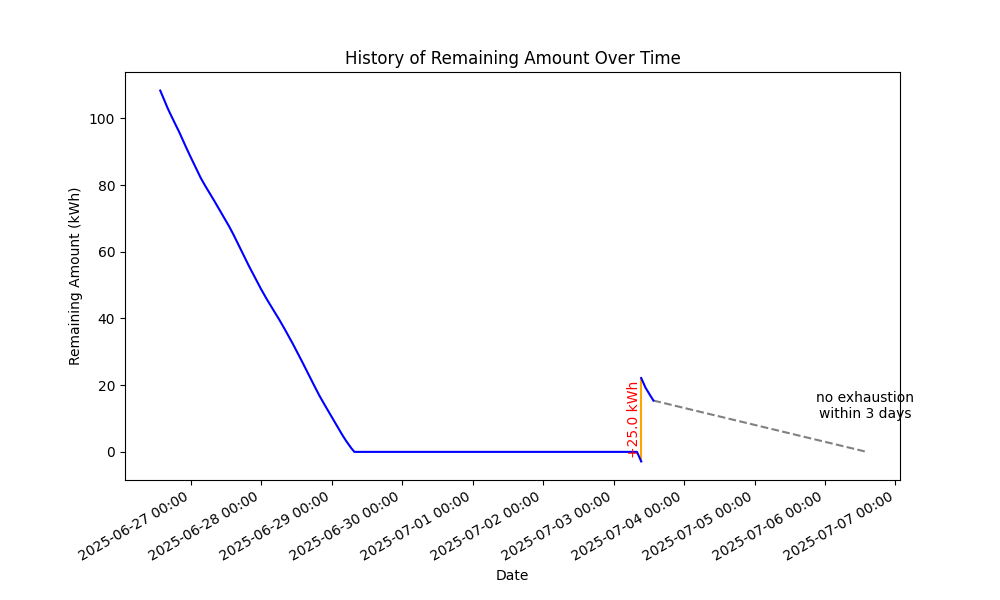 History of Remaining Amount Over Time
Remaining Amount (kWh)
100
80
60
40
20
0
+25.0 kWh
no exhaustion
within 3 days
2025-06-27 00:00
2025-06-28 00:00
2025-06-29 00:00
2025-06-30 00:00
2025-07-01 00:00
2025-07-02 00:00
2025-07-03 00:00
2025-07-04 00:00
2025-07-05 00:00
2025-07-06 00:00
2025-07-07 00:00
Date